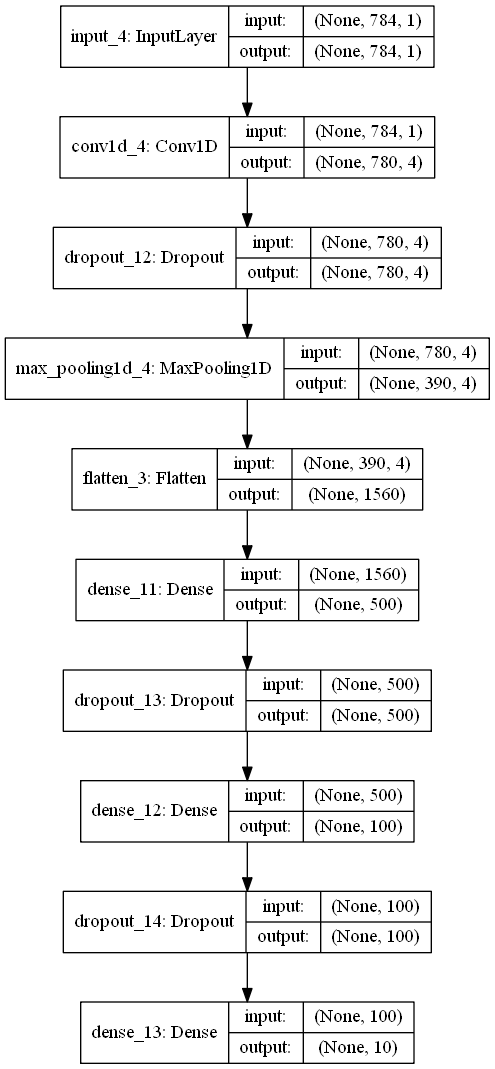 input_4: InputLayer
input: (None, 784, 1)
output: (None, 784, 1)
conv1d_4: Conv1D
input: (None, 784, 1)
output: (None, 780, 4)
dropout_12: Dropout
input: (None, 780, 4)
output: (None, 780, 4)
max_pooling1d_4: MaxPooling1D
input: (None, 780, 4)
output: (None, 390, 4)
flatten_3: Flatten
input: (None, 390, 4)
output: (None, 1560)
dense_11: Dense
input: (None, 1560)
output: (None, 500)
dropout_13: Dropout
input: (None, 500)
output: (None, 500)
dense_12: Dense
input: (None, 500)
output: (None, 100)
dropout_14: Dropout
input: (None, 100)
output: (None, 100)
dense_13: Dense
input: (None, 100)
output: (None, 10)